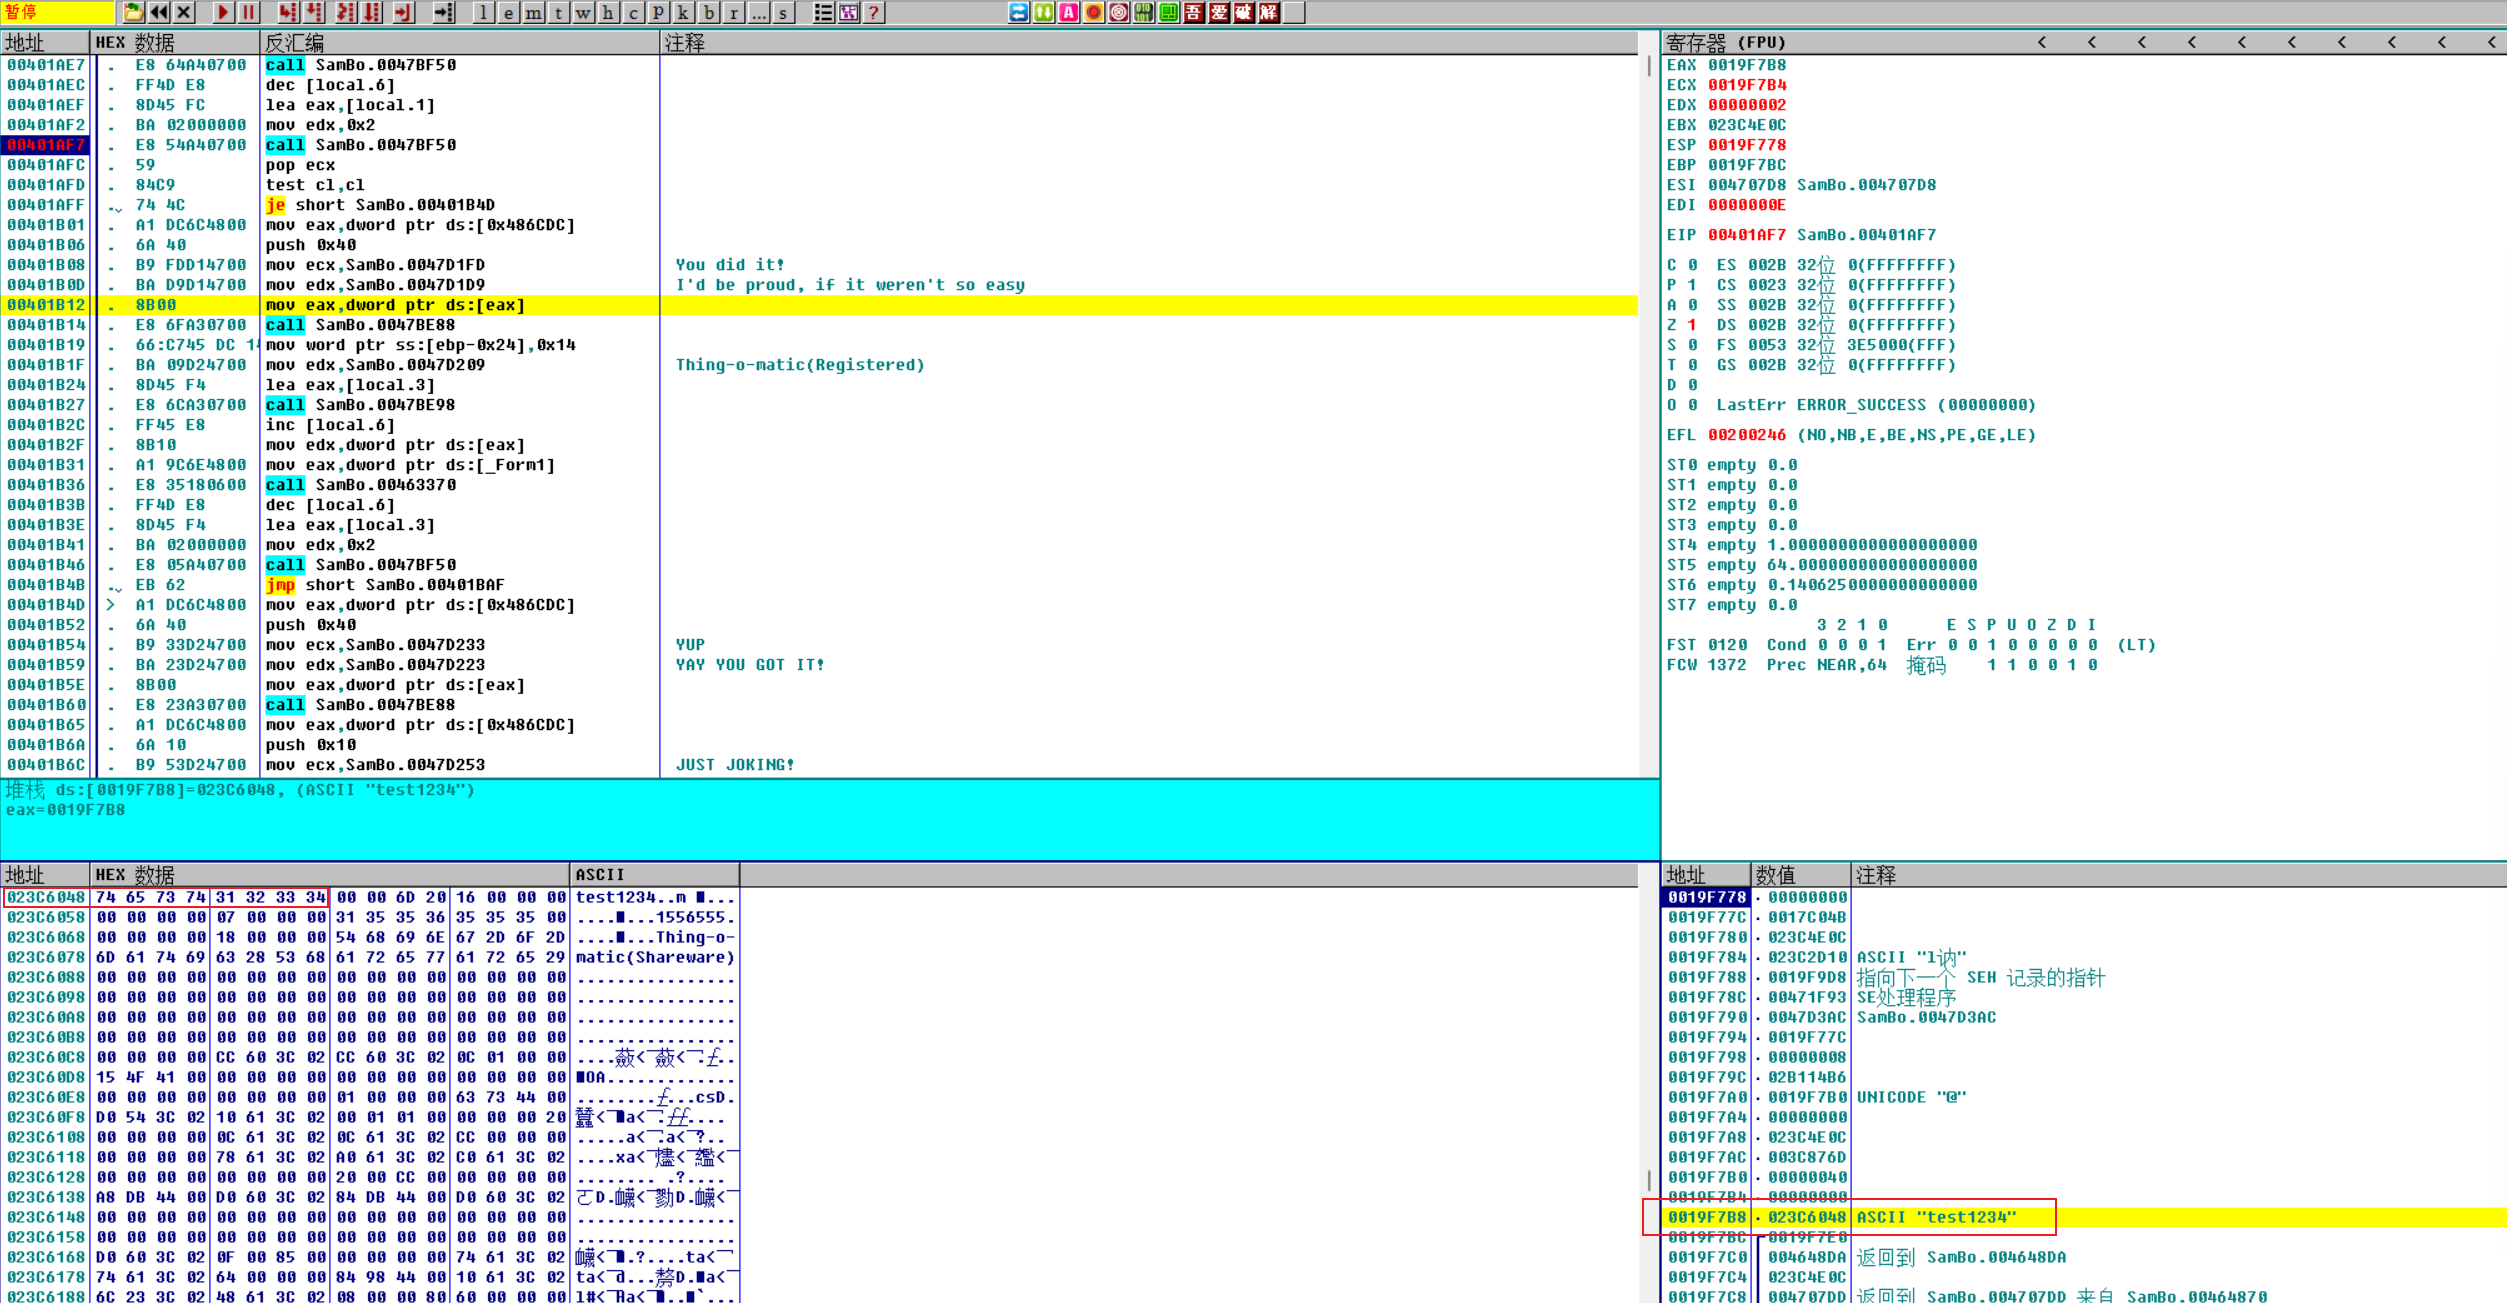 暂停
l e m t w h c p k b r ... s ?
吾 爱 破 解
地址 HEX 数据 反汇编 注释
00401AE7 . E8 64A40700 call SamBo.0047BF50
00401AEC . FF4D E8 dec [local.6]
00401AEF . 8D45 FC lea eax,[local.1]
00401AF2 . BA 02000000 mov edx,0x2
00401AF7 . E8 54A40700 call SamBo.0047BF50
00401AFC . 59 pop ecx
00401AFD . 84C9 test cl,cl
00401AFF . 74 4C je short SamBo.00401B4D
00401B01 . A1 DC6C4800 mov eax,dword ptr ds:[0x486CDC]
00401B06 . 6A 40 push 0x40
00401B08 . B9 FDD14700 mov ecx,SamBo.0047D1FD You did it!
00401B0D . BA D9D14700 mov edx,SamBo.0047D1D9 I'd be proud, if it weren't so easy
00401B12 . 8B00 mov eax,dword ptr ds:[eax]
00401B14 . E8 6FA30700 call SamBo.0047BE88
00401B19 . 66:C745 DC 14 mov word ptr ss:[ebp-0x24],0x14
00401B1F . BA 09D24700 mov edx,SamBo.0047D209 Thing-o-matic(Registered)
00401B24 . 8D45 F4 lea eax,[local.3]
00401B27 . E8 6CA30700 call SamBo.0047BE98
00401B2C . FF45 E8 inc [local.6]
00401B2F . 8B10 mov edx,dword ptr ds:[eax]
00401B31 . A1 9C6E4800 mov eax,dword ptr ds:[_Form1]
00401B36 . E8 35180600 call SamBo.00463370
00401B3B . FF4D E8 dec [local.6]
00401B3E . 8D45 F4 lea eax,[local.3]
00401B41 . BA 02000000 mov edx,0x2
00401B46 . E8 05A40700 call SamBo.0047BF50
00401B4B . EB 62 jmp short SamBo.00401BAF
00401B4D > A1 DC6C4800 mov eax,dword ptr ds:[0x486CDC]
00401B52 . 6A 40 push 0x40
00401B54 . B9 33D24700 mov ecx,SamBo.0047D233 YUP
00401B59 . BA 23D24700 mov edx,SamBo.0047D223 YAY YOU GOT IT!
00401B5E . 8B00 mov eax,dword ptr ds:[eax]
00401B60 . E8 23A30700 call SamBo.0047BE88
00401B65 . A1 DC6C4800 mov eax,dword ptr ds:[0x486CDC]
00401B6A . 6A 10 push 0x10
00401B6C . B9 53D24700 mov ecx,SamBo.0047D253 JUST JOKING!
堆栈 ds:[0019F7B8]=023C6048, (ASCII "test1234")
eax=0019F7B8
寄存器 (FPU) < < < < < < < < < <
EAX 0019F7B8
ECX 0019F7B4
EDX 00000002
EBX 023C4E0C
ESP 0019F778
EBP 0019F7BC
ESI 004707D8 SamBo.004707D8
EDI 0000000E
EIP 00401AF7 SamBo.00401AF7
C 0 ES 002B 32位 0(FFFFFFFF)
P 1 CS 0023 32位 0(FFFFFFFF)
A 0 SS 002B 32位 0(FFFFFFFF)
Z 1 DS 002B 32位 0(FFFFFFFF)
S 0 FS 0053 32位 3E5000(FFF)
T 0 GS 002B 32位 0(FFFFFFFF)
D 0
O 0 LastErr ERROR_SUCCESS (00000000)
EFL 00200246 (NO,NB,E,BE,NS,PE,GE,LE)
ST0 empty 0.0
ST1 empty 0.0
ST2 empty 0.0
ST3 empty 0.0
ST4 empty 1.0000000000000000000
ST5 empty 64.000000000000000000
ST6 empty 0.1406250000000000000
ST7 empty 0.0
3 2 1 0 E S P U O Z D I
FST 0120 Cond 0 0 0 1 Err 0 0 1 0 0 0 0 0 (LT)
FCW 1372 Prec NEAR,64 掩码 1 1 0 0 1 0
地址 HEX 数据 ASCII
023C6048 74 65 73 74 31 32 33 34 00 00 6D 20 16 00 00 00 test1234..m ...
023C6058 00 00 00 00 07 00 00 00 31 35 35 36 35 35 35 00 .......1556555.
023C6068 00 00 00 00 18 00 00 00 54 68 69 6E 67 2D 6F 2D .......Thing-o-
023C6078 6D 61 74 69 63 28 53 68 61 72 65 77 61 72 65 29 matic(Shareware)
023C6088 00 00 00 00 00 00 00 00 00 00 00 00 00 00 00 00 ................
023C6098 00 00 00 00 00 00 00 00 00 00 00 00 00 00 00 00 ................
023C60A8 00 00 00 00 00 00 00 00 00 00 00 00 00 00 00 00 ................
023C60B8 00 00 00 00 00 00 00 00 00 00 00 00 00 00 00 00 ................
023C60C8 00 00 00 00 CC 60 3C 02 CC 60 3C 02 0C 01 00 00
023C60D8 15 4F 41 00 00 00 00 00 00 00 00 00 00 00 00 00 OA.............
023C60E8 00 00 00 00 00 00 00 00 01 00 00 00 63 73 44 00 csD.
023C60F8 D0 54 3C 02 10 61 3C 02 00 01 01 00 00 00 00 20
023C6108 00 00 00 00 0C 61 3C 02 0C 61 3C 02 CC 00 00 00
023C6118 00 00 00 00 78 61 3C 02 A0 61 3C 02 C0 61 3C 02
023C6128 00 00 00 00 00 00 00 00 20 00 CC 00 00 00 00 00 ........ .?.....
023C6138 A8 DB 44 00 D0 60 3C 02 84 DB 44 00 D0 60 3C 02
023C6148 00 00 00 00 00 00 00 00 00 00 00 00 00 00 00 00 ................
023C6158 00 00 00 00 00 00 00 00 00 00 00 00 00 00 00 00 ................
023C6168 D0 60 3C 02 0F 00 85 00 00 00 00 00 74 61 3C 02
023C6178 74 61 3C 02 64 00 00 00 84 98 44 00 10 61 3C 02
023C6188 6C 23 3C 02 48 61 3C 02 08 00 00 80 60 00 00 00
地址 数值 注释
0019F778 00000000
0019F77C 0017C04B
0019F780 023C4E0C
0019F784 023C2D10 ASCII "l讷"
0019F788 0019F9D8 指向下一个 SEH 记录的指针
0019F78C 00471F93 SE处理程序
0019F790 0047D3AC SamBo.0047D3AC
0019F794 0019F77C
0019F798 00000008
0019F79C 02B114B6
0019F7A0 0019F7B0 UNICODE "@"
0019F7A4 00000000
0019F7A8 023C4E0C
0019F7AC 003C876D
0019F7B0 00000040
0019F7B4 00000000
0019F7B8 023C6048 ASCII "test1234"
0019F7BC 0019F7E0
0019F7C0 004648DA 返回到 SamBo.004648DA
0019F7C4 023C4E0C
0019F7C8 004707DD 返回到 SamBo.004707DD 来自 SamBo.00464870